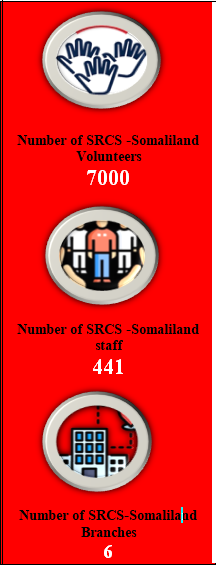 Number of SRCS -Somaliland
Volunteers
7000
Number of SRCS -Somaliland
staff
441
Number of SRCS-Somaliland
Branches
6